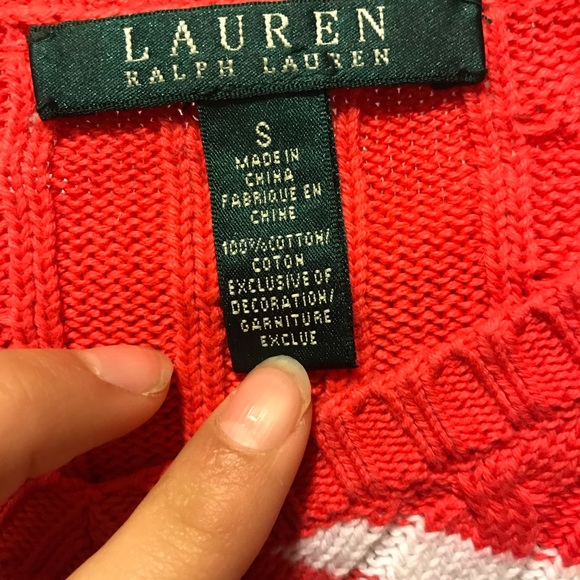 LAUREN
RALPH LAUREN
S
MADE IN
CHINA
FABRIQUE EN
CHINE
100%COTTON/
COTON
EXCLUSIVE OF
DECORATION/
GARNITURE
EXCLUE